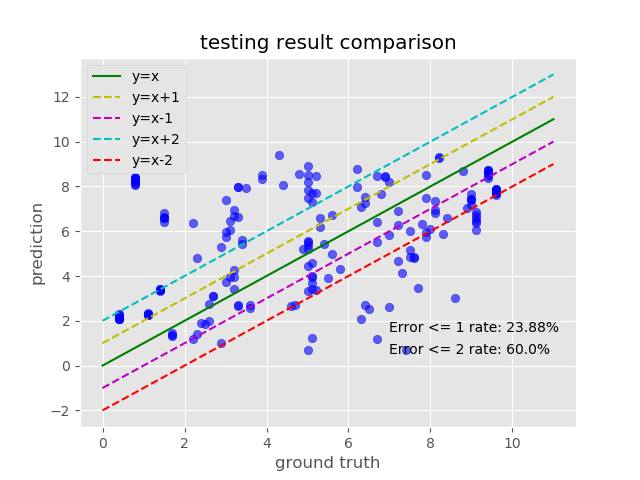 testing result comparison
y=x
y=x+1
y=x-1
y=x+2
y=x-2
12
10
8
6
4
2
0
−2
prediction
Error <= 1 rate: 23.88%
Error <= 2 rate: 60.0%
0 2 4 6 8 10
ground truth